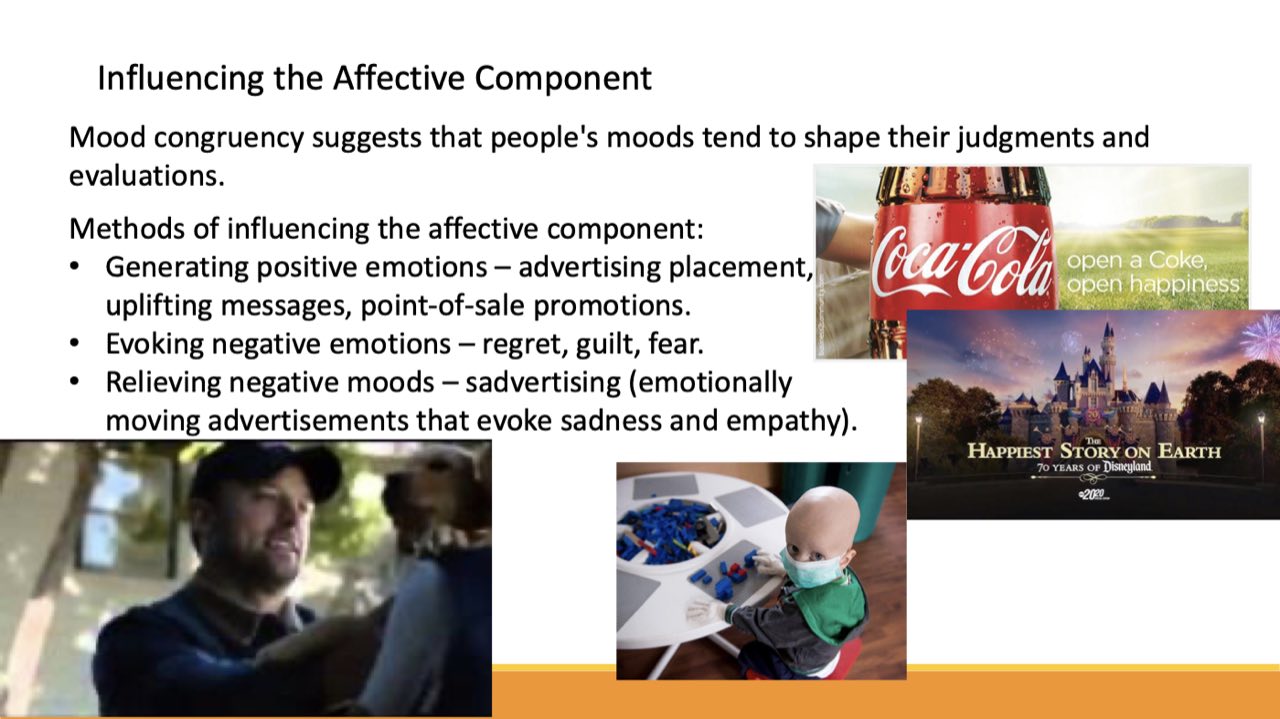 Influencing the Affective Component
Mood congruency suggests that people's moods tend to shape their judgments and
evaluations.
Methods of influencing the affective component:
• Generating positive emotions – advertising placement,
uplifting messages, point-of-sale promotions.
• Evoking negative emotions – regret, guilt, fear.
• Relieving negative moods – sadvertising (emotionally
moving advertisements that evoke sadness and empathy).
Coca-Cola
open a Coke,
open happiness
The
HAPPIEST STORY ON EARTH
70 YEARS OF Disneyland
2020